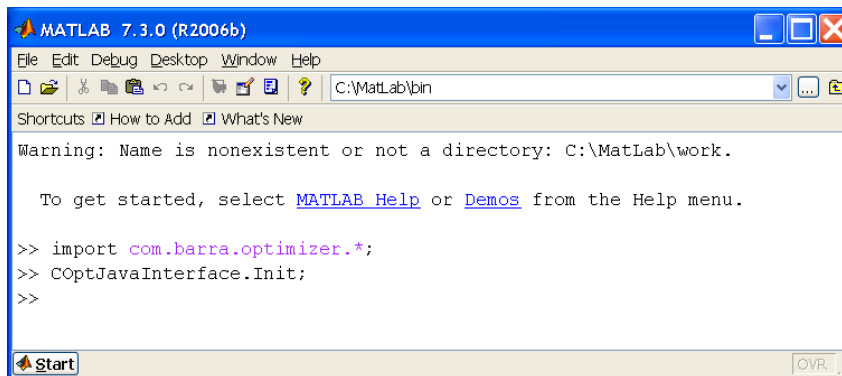 MATLAB 7.3.0 (R2006b)
File Edit Debug Desktop Window Help
C:\MatLab\bin
Shortcuts How to Add What's New
Warning: Name is nonexistent or not a directory: C:\MatLab\work.
To get started, select MATLAB Help or Demos from the Help menu.
>> import com.barra.optimizer.*;
>> COptJavaInterface.Init;
>>
Start OVR